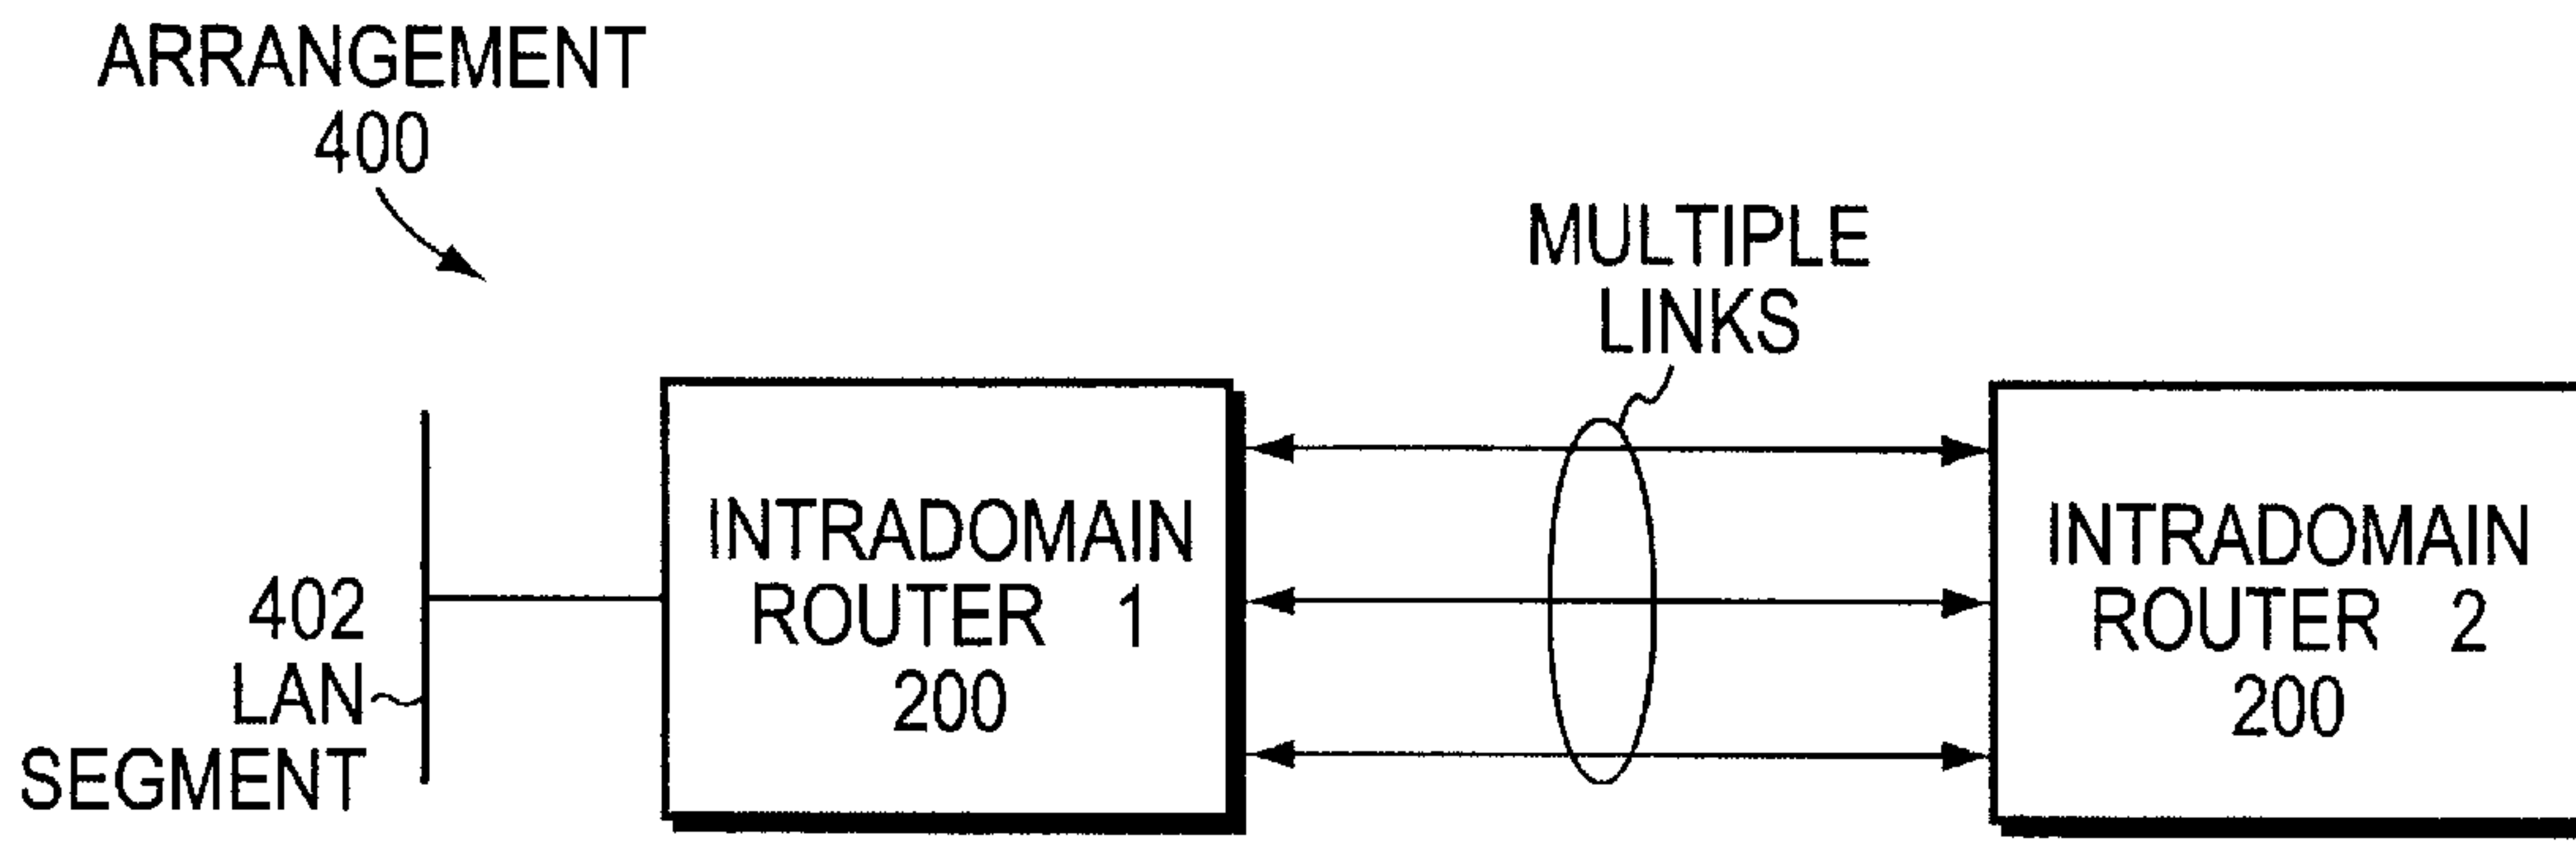 ARRANGEMENT
400
MULTIPLE
LINKS
402
LAN
SEGMENT
INTRADOMAIN
ROUTER 1
200
INTRADOMAIN
ROUTER 2
200